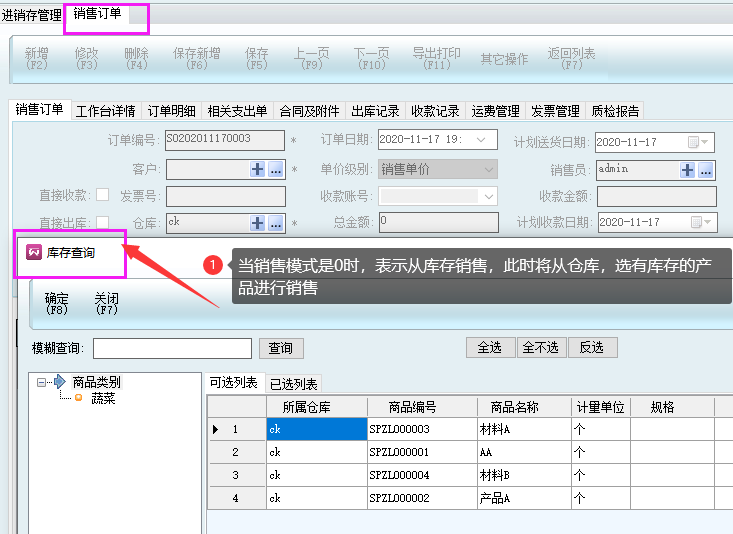 进销存管理 销售订单
新增 修改 删除 保存新增 保存 上一页 下一页 导出打印 其它操作 返回列表
(F2) (F3) (F4) (F6) (F5) (F9) (F10) (F11) (F7)
销售订单 工作台详情 订单明细 相关支出单 合同及附件 出库记录 收款记录 运费管理 发票管理 质检报告
订单编号: SO202011170003 * 订单日期: 2020-11-17 19: 计划送货日期: 2020-11-17
客户: + ... * 单价级别: 销售单价 销售员: admin + ...
直接收款: 发票号: 收款账号: 收款金额:
直接出库: 仓库: ck + ... * 总金额: 0 计划收款日期: 2020-11-17
库存查询
1 当销售模式是0时，表示从库存销售，此时将从仓库，选有库存的产
品进行销售
确定 关闭
(F8) (F7)
模糊查询: 查询 全选 全不选 反选
商品类别
蔬菜
可选列表 已选列表
所属仓库 商品编号 商品名称 计量单位 规格
1 ck SPZL000003 材料A 个
2 ck SPZL000001 AA 个
3 ck SPZL000004 材料B 个
4 ck SPZL000002 产品A 个